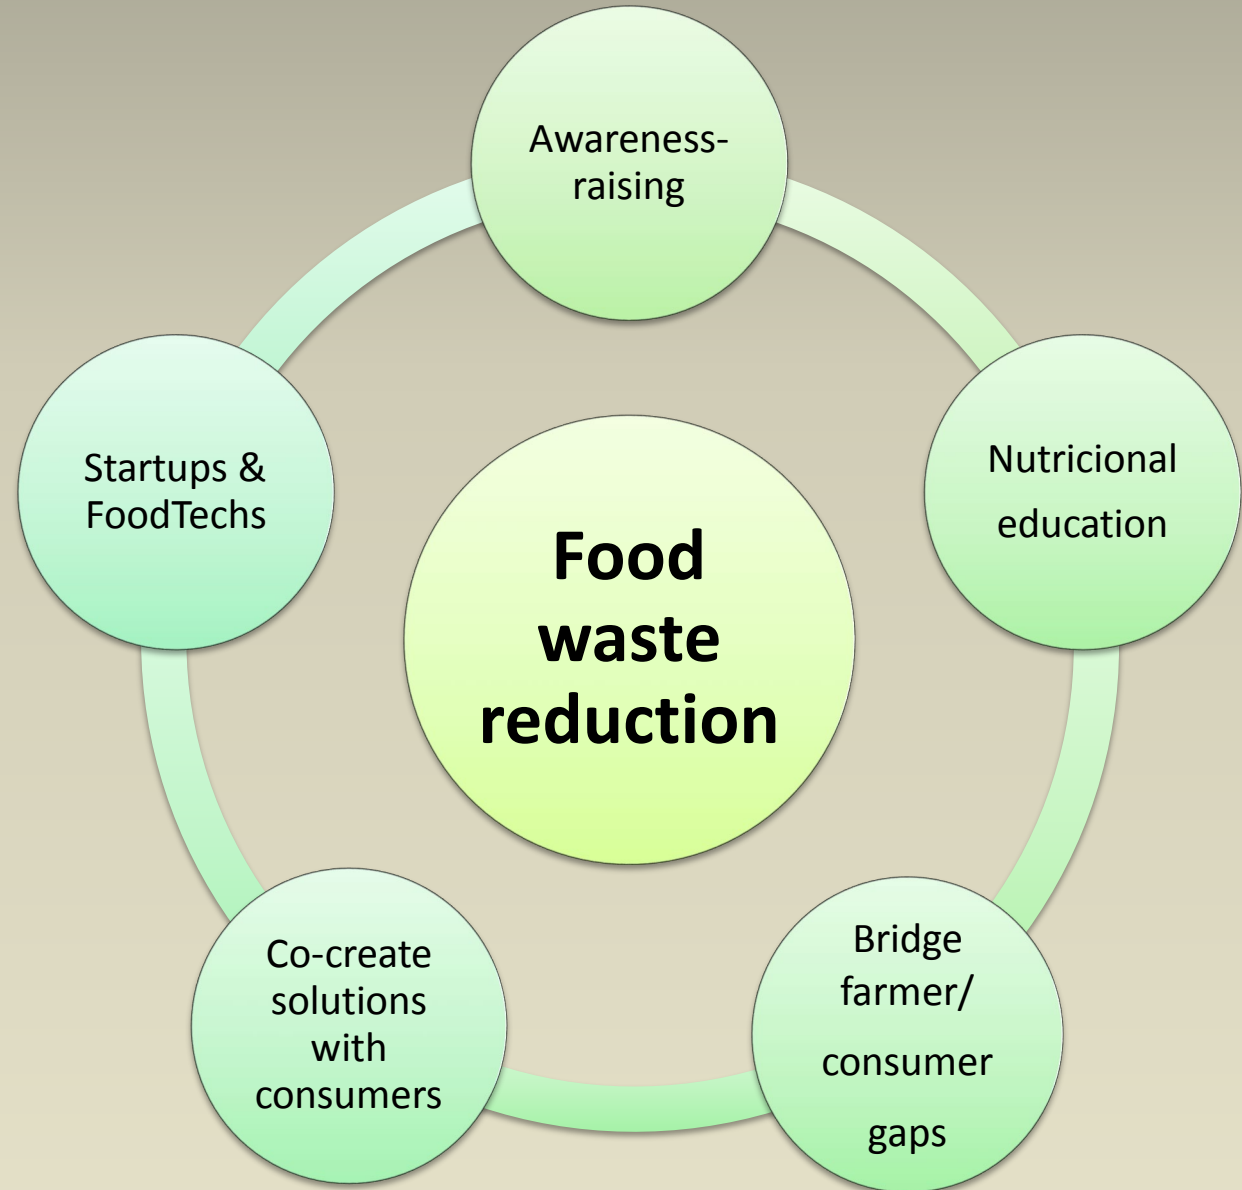 Awareness-
raising
Nutricional
education
Bridge
farmer/
consumer
gaps
Co-create
solutions
with
consumers
Startups &
FoodTechs
Food
waste
reduction